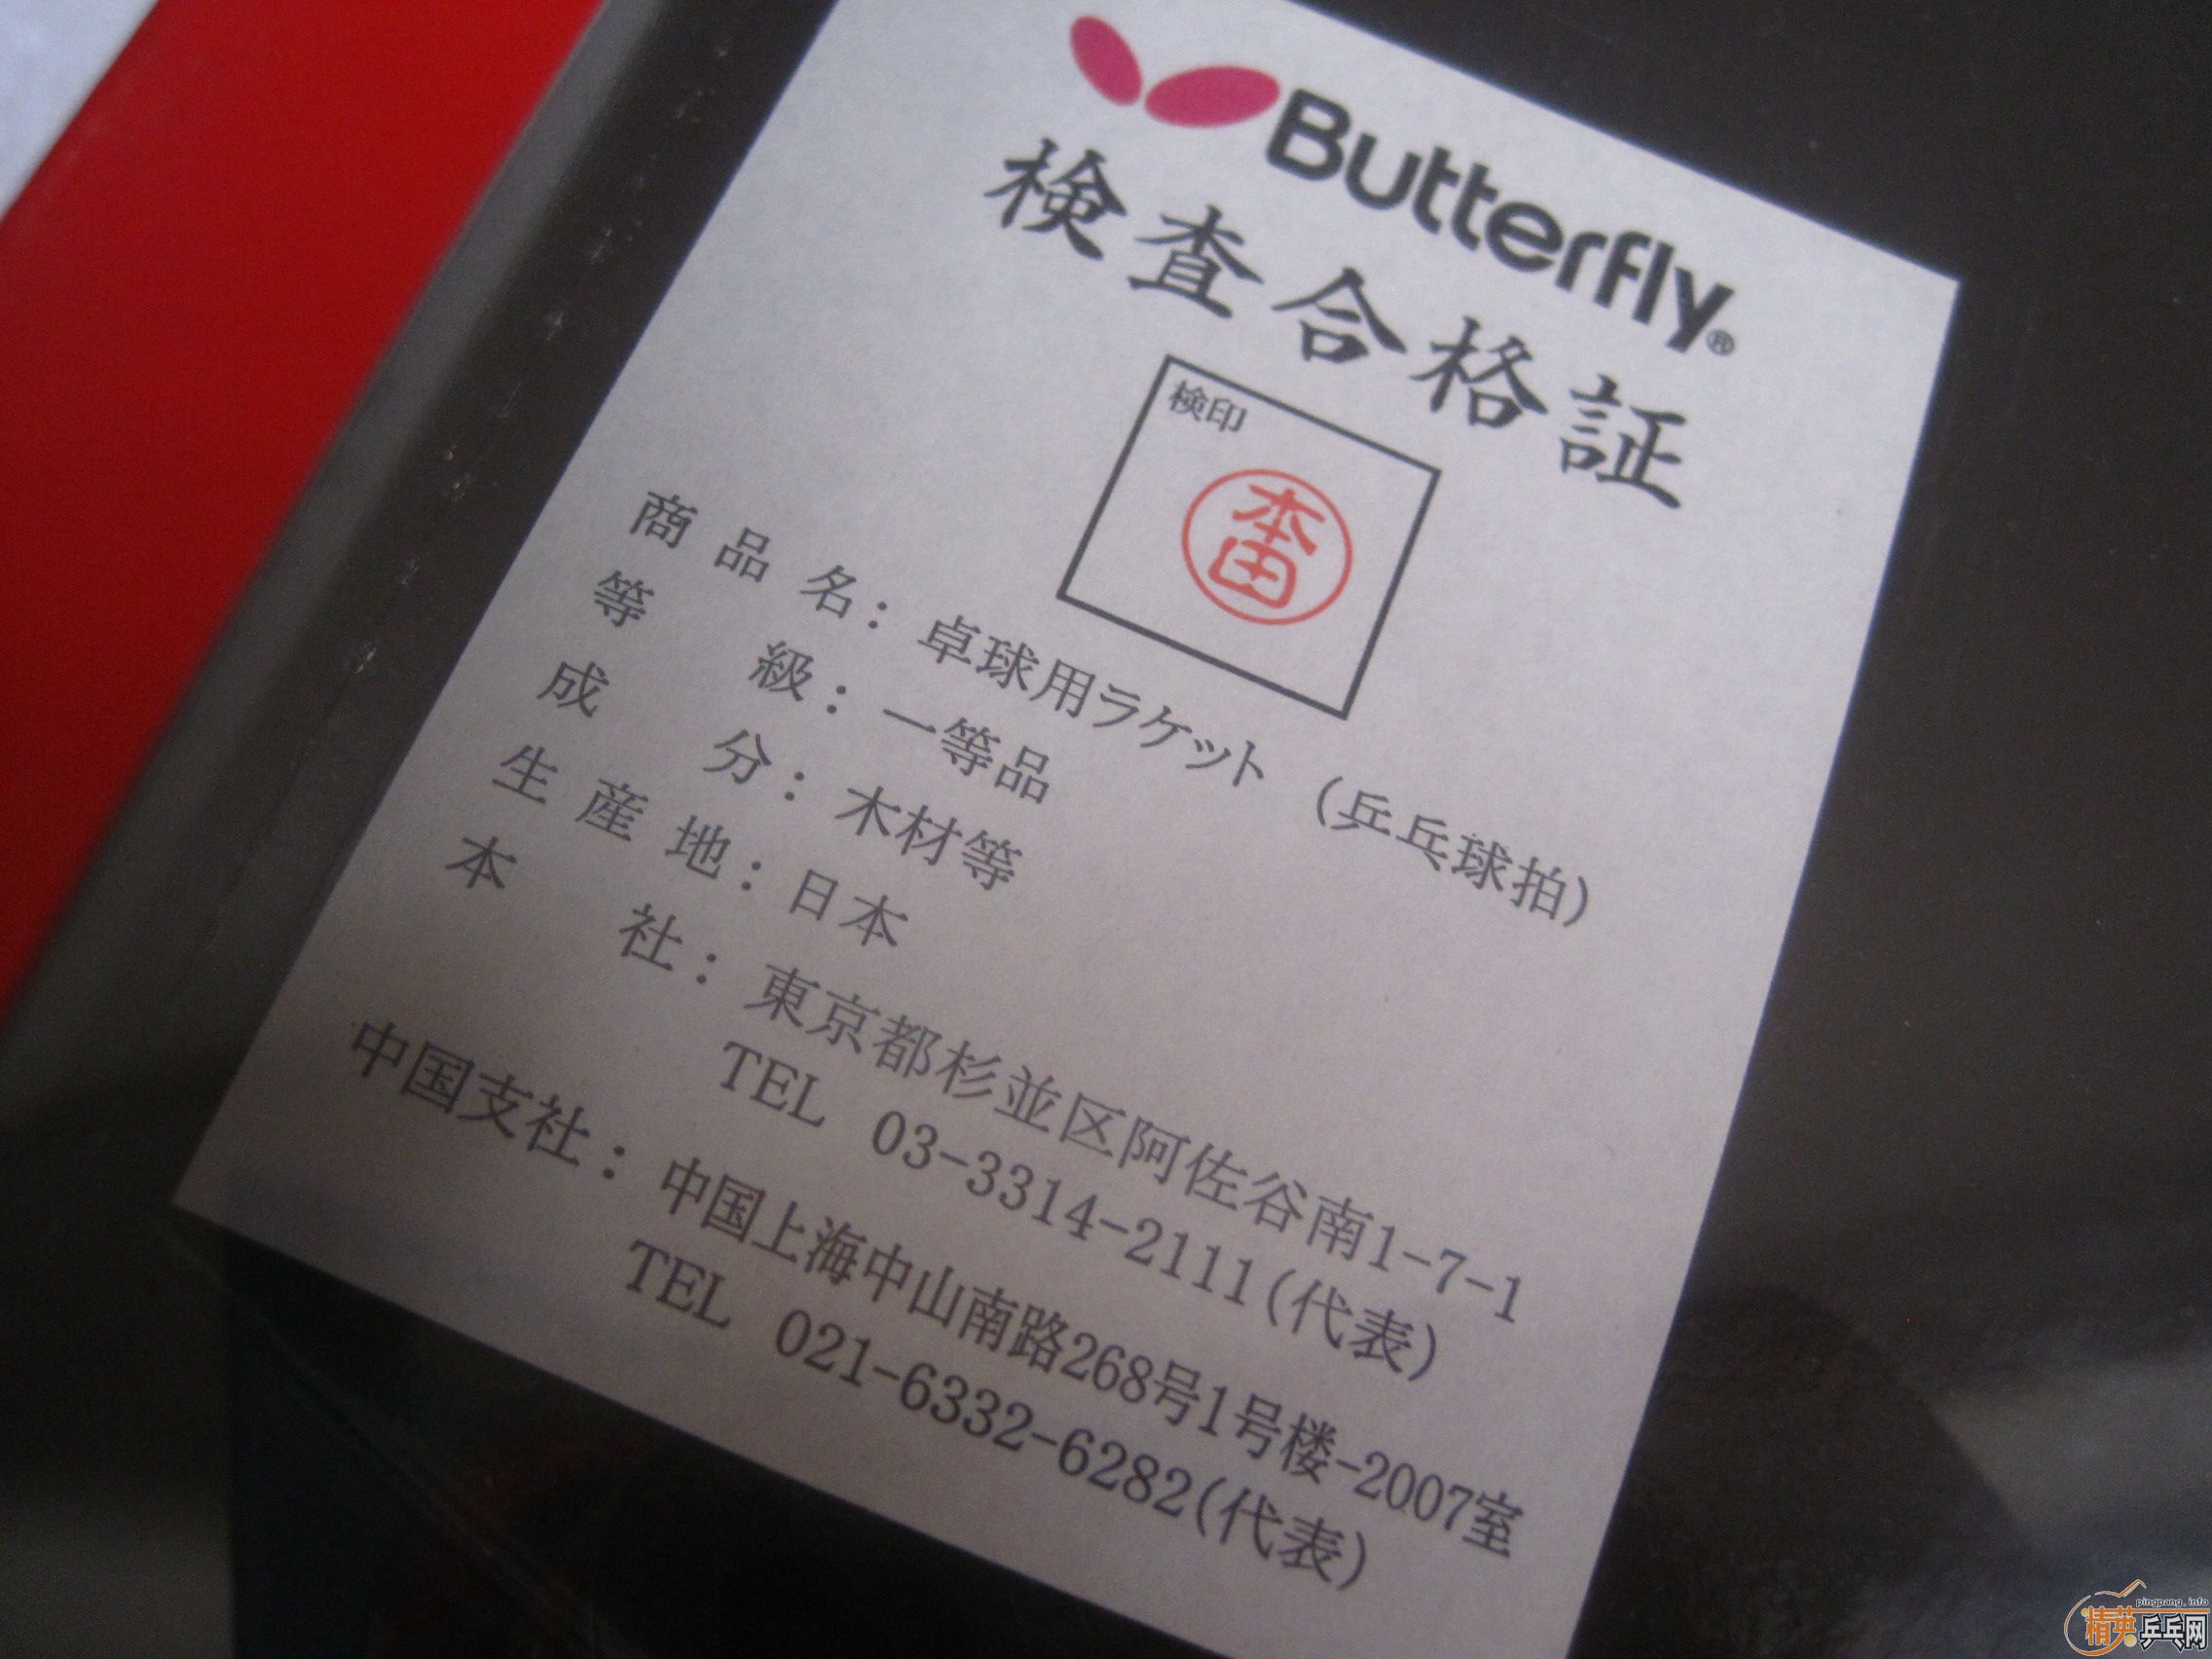 Butterfly®
検査合格証
検印
本田
商品名：卓球用ラケット（乒乓球拍）
等級：一等品
成分：木材等
生産地：日本
本社：東京都杉並区阿佐谷南1-7-1
TEL 03-3314-2111(代表)
中国支社：中国上海中山南路268号1号楼-2007室
TEL 021-6332-6282(代表)
pingpang.info
精英乒乓网